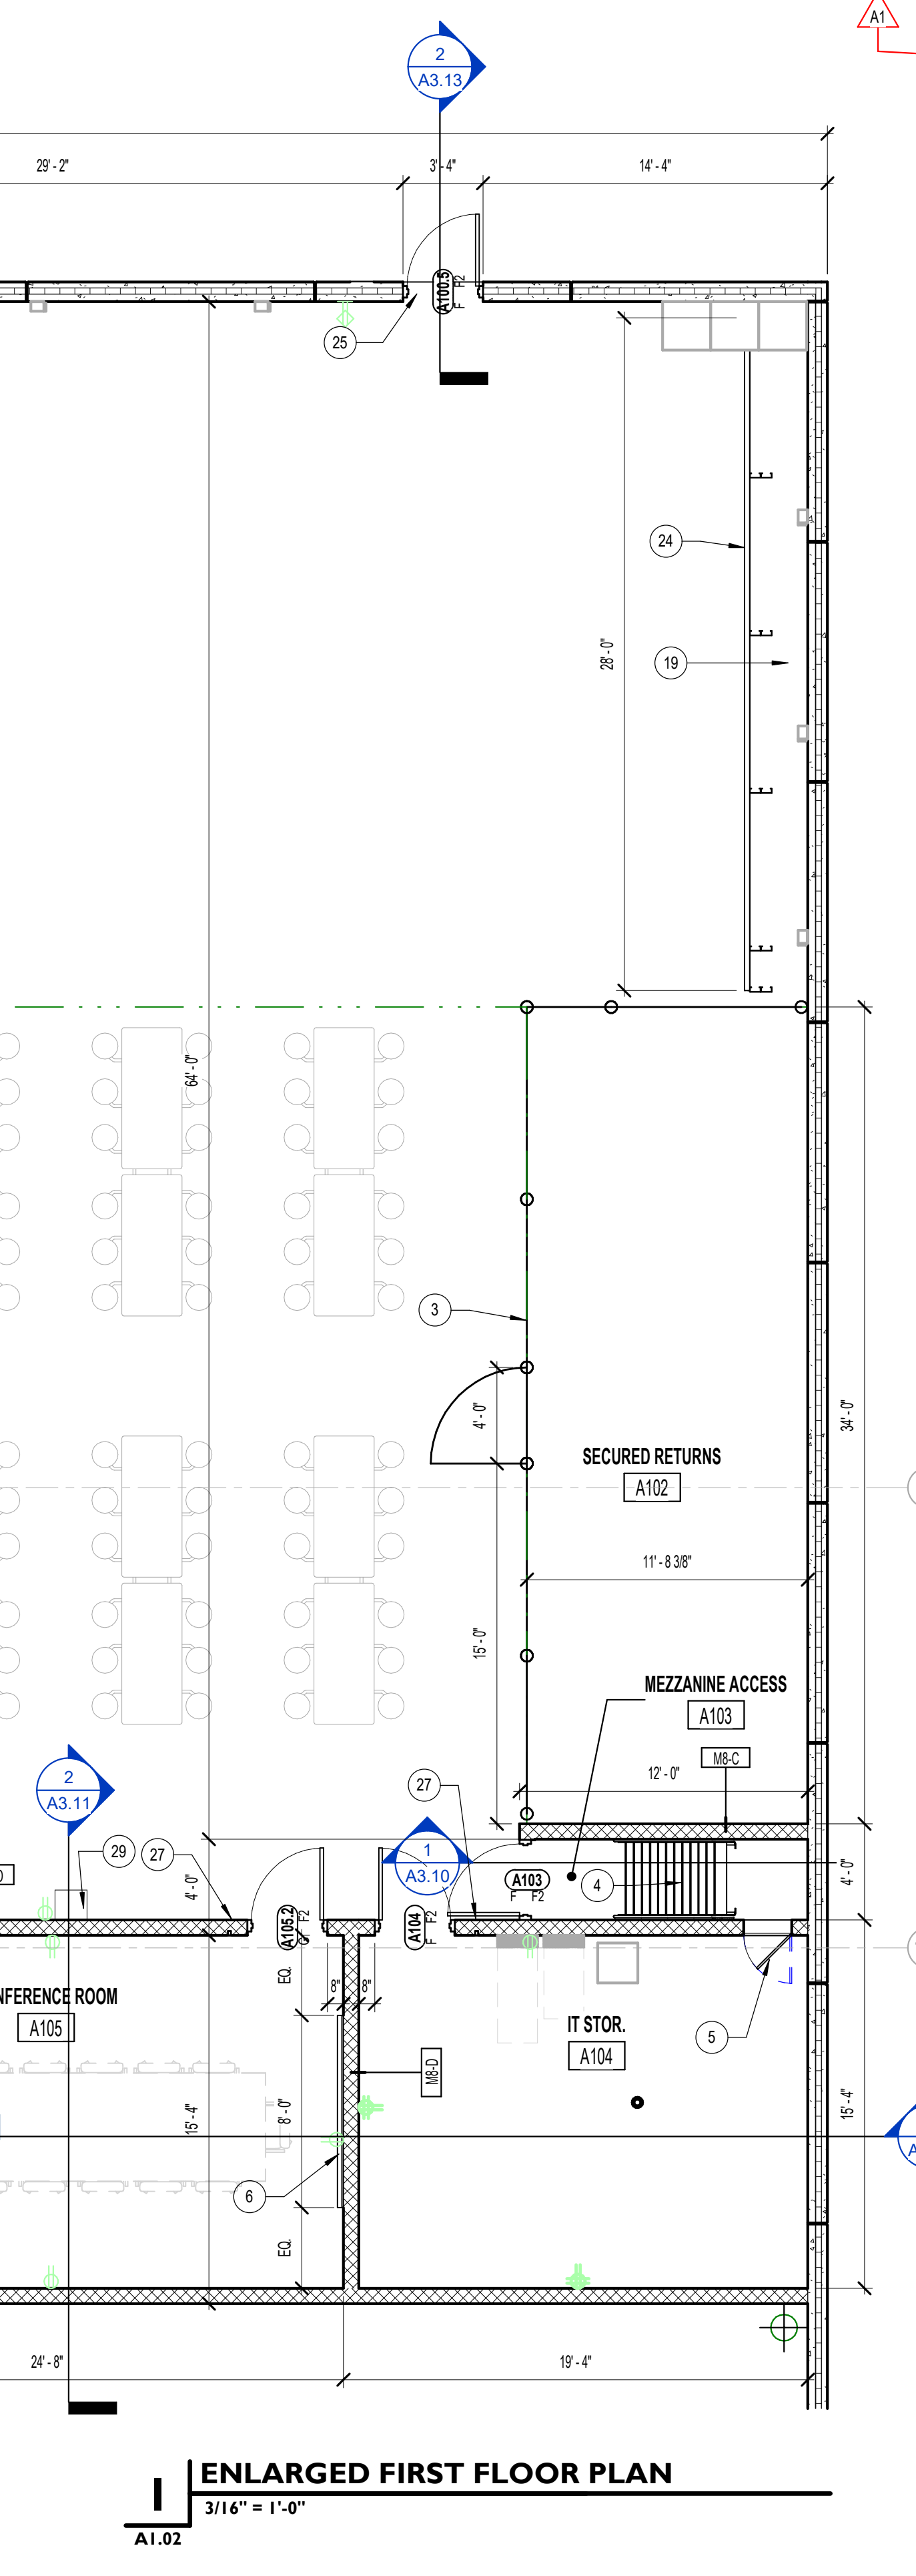 A1
2
A3.13
29' - 2"
3' - 4"
14' - 4"
A100.5
F F2
25
24
28' - 0"
19
64' - 0"
3
4' - 0"
34' - 0"
SECURED RETURNS
A102
11' - 8 3/8"
15' - 0"
MEZZANINE ACCESS
A103
M8-C
12' - 0"
2
A3.11
27
29
27
1
A3.10
4' - 0"
A103
F F2
4
4' - 0"
A105.2
F2
A104
F F2
EQ.
8"
8"
NFERENCE ROOM
A105
IT STOR.
A104
5
M8-D
15' - 4"
8' - 0"
15' - 4"
A
6
EQ.
24' - 8"
19' - 4"
1
ENLARGED FIRST FLOOR PLAN
3/16" = 1'-0"
A1.02